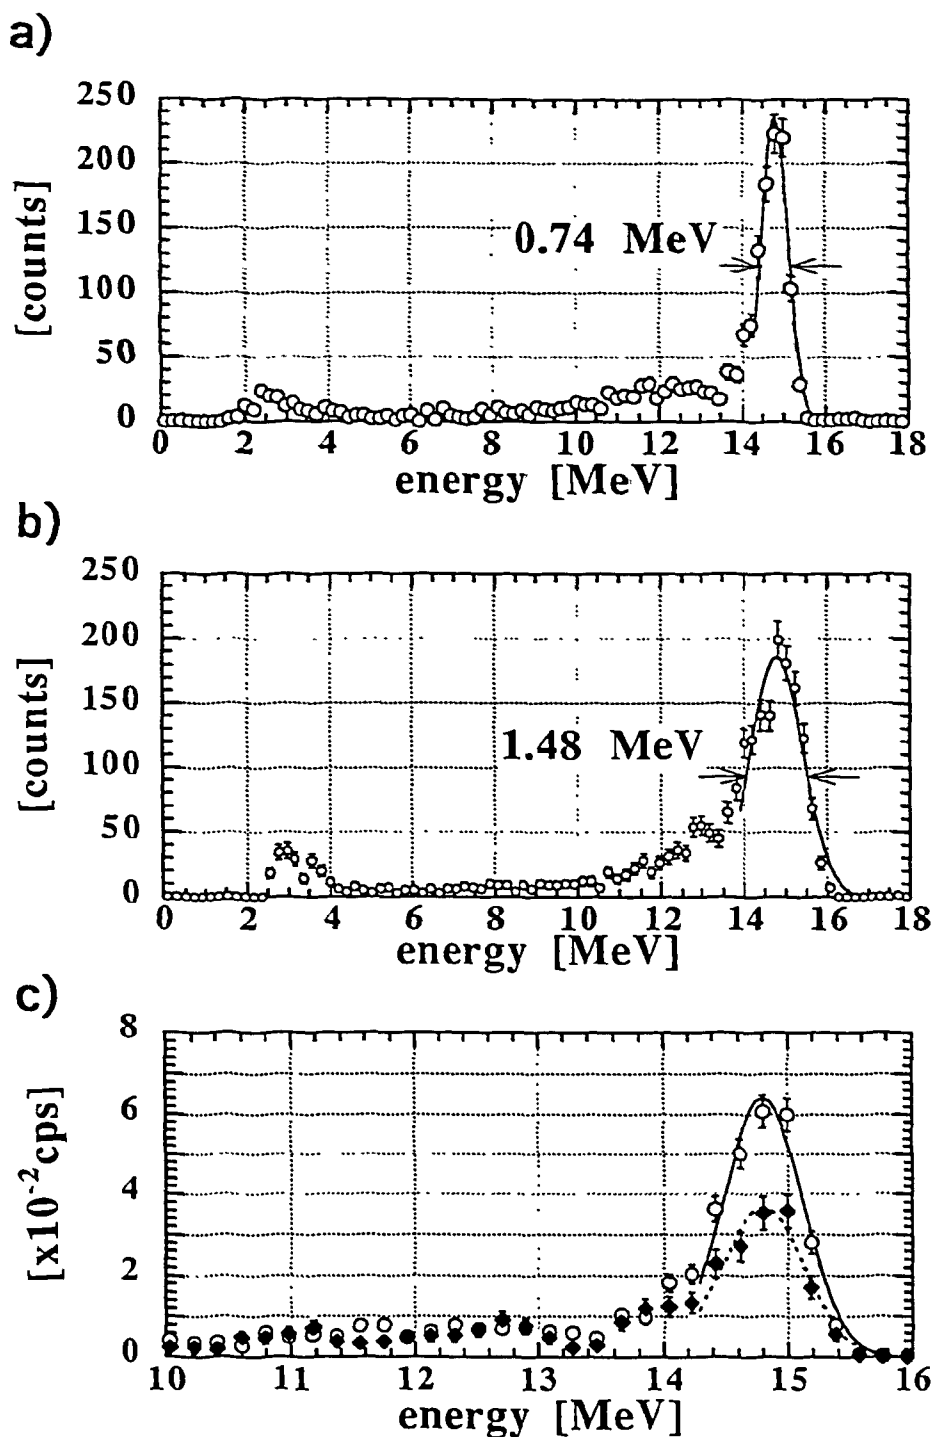 a)
250
200
150
100
50
0
[counts]
0.74 MeV
0 2 4 6 8 10 12 14 16 18
energy [MeV]
b)
250
200
150
100
50
0
[counts]
1.48 MeV
0 2 4 6 8 10 12 14 16 18
energy [MeV]
c)
8
6
4
2
0
[x10⁻²cps]
10 11 12 13 14 15 16
energy [MeV]